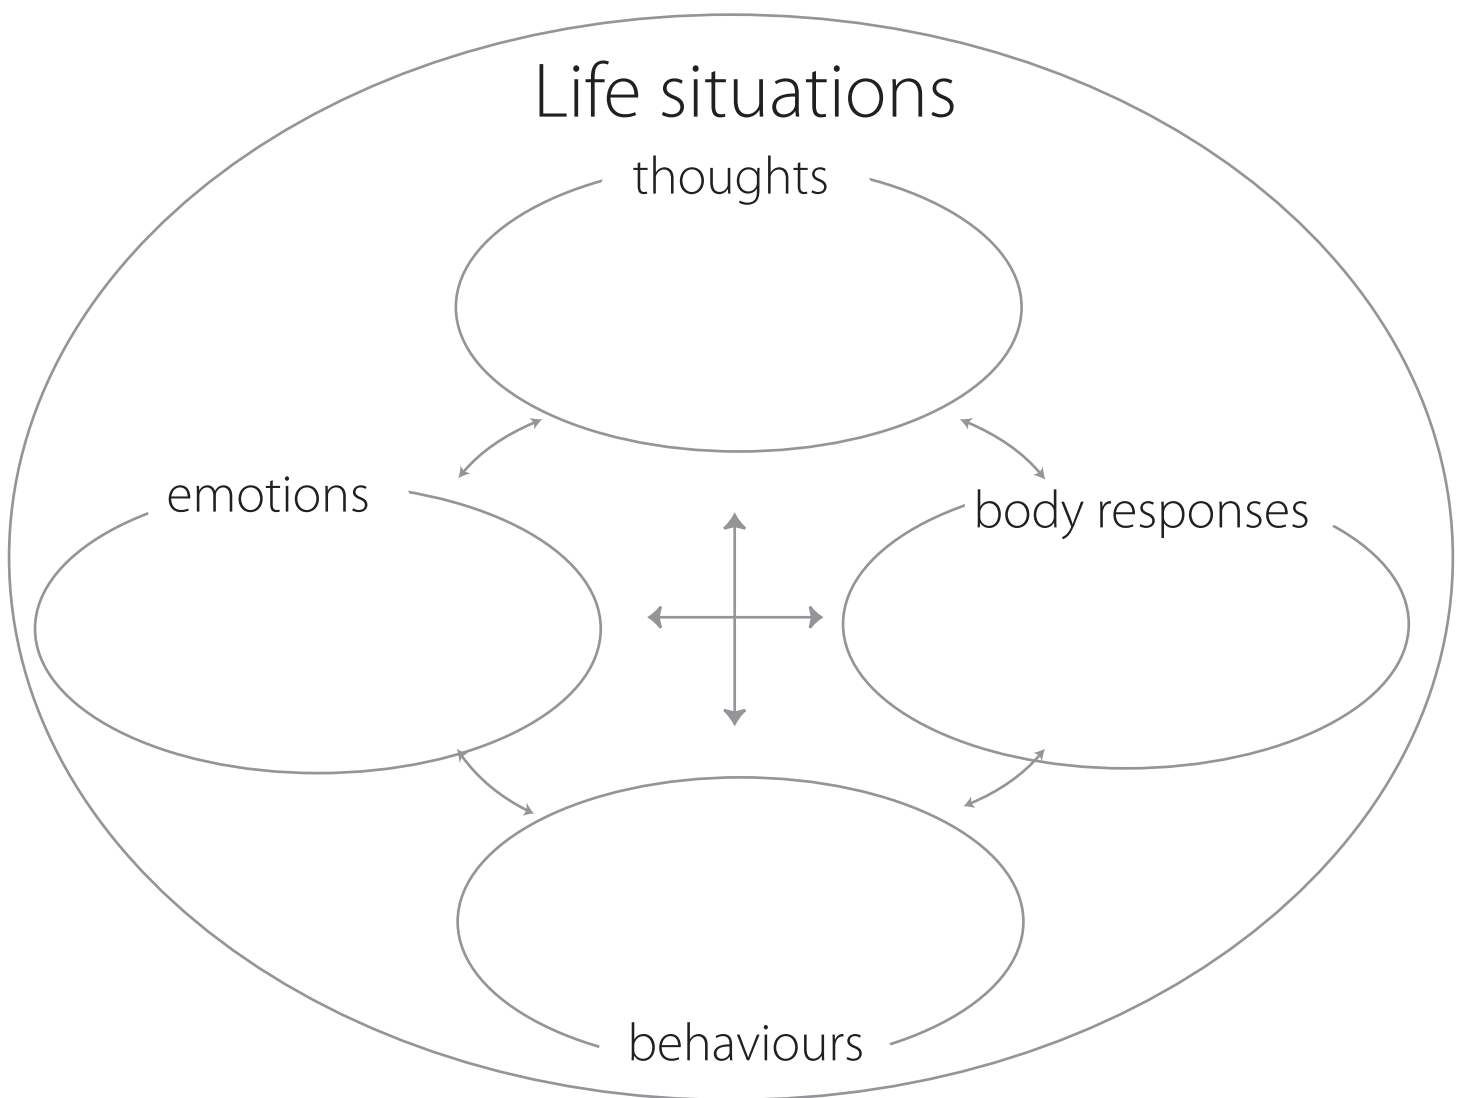 Life situations
thoughts
emotions
body responses
behaviours